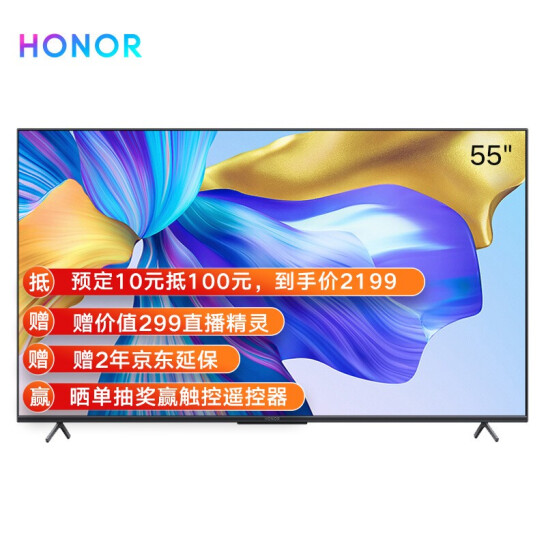 HONOR
55"
抵 预定10元抵100元，到手价2199
赠 赠价值299直播精灵
赠 赠2年京东延保
赢 晒单抽奖赢触控遥控器